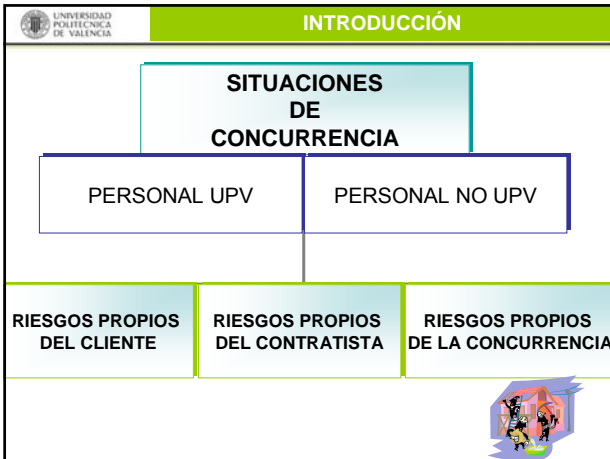 UNIVERSIDAD
POLITECNICA
DE VALENCIA
INTRODUCCIÓN
SITUACIONES
DE
CONCURRENCIA
PERSONAL UPV
PERSONAL NO UPV
RIESGOS PROPIOS
DEL CLIENTE
RIESGOS PROPIOS
DEL CONTRATISTA
RIESGOS PROPIOS
DE LA CONCURRENCIA